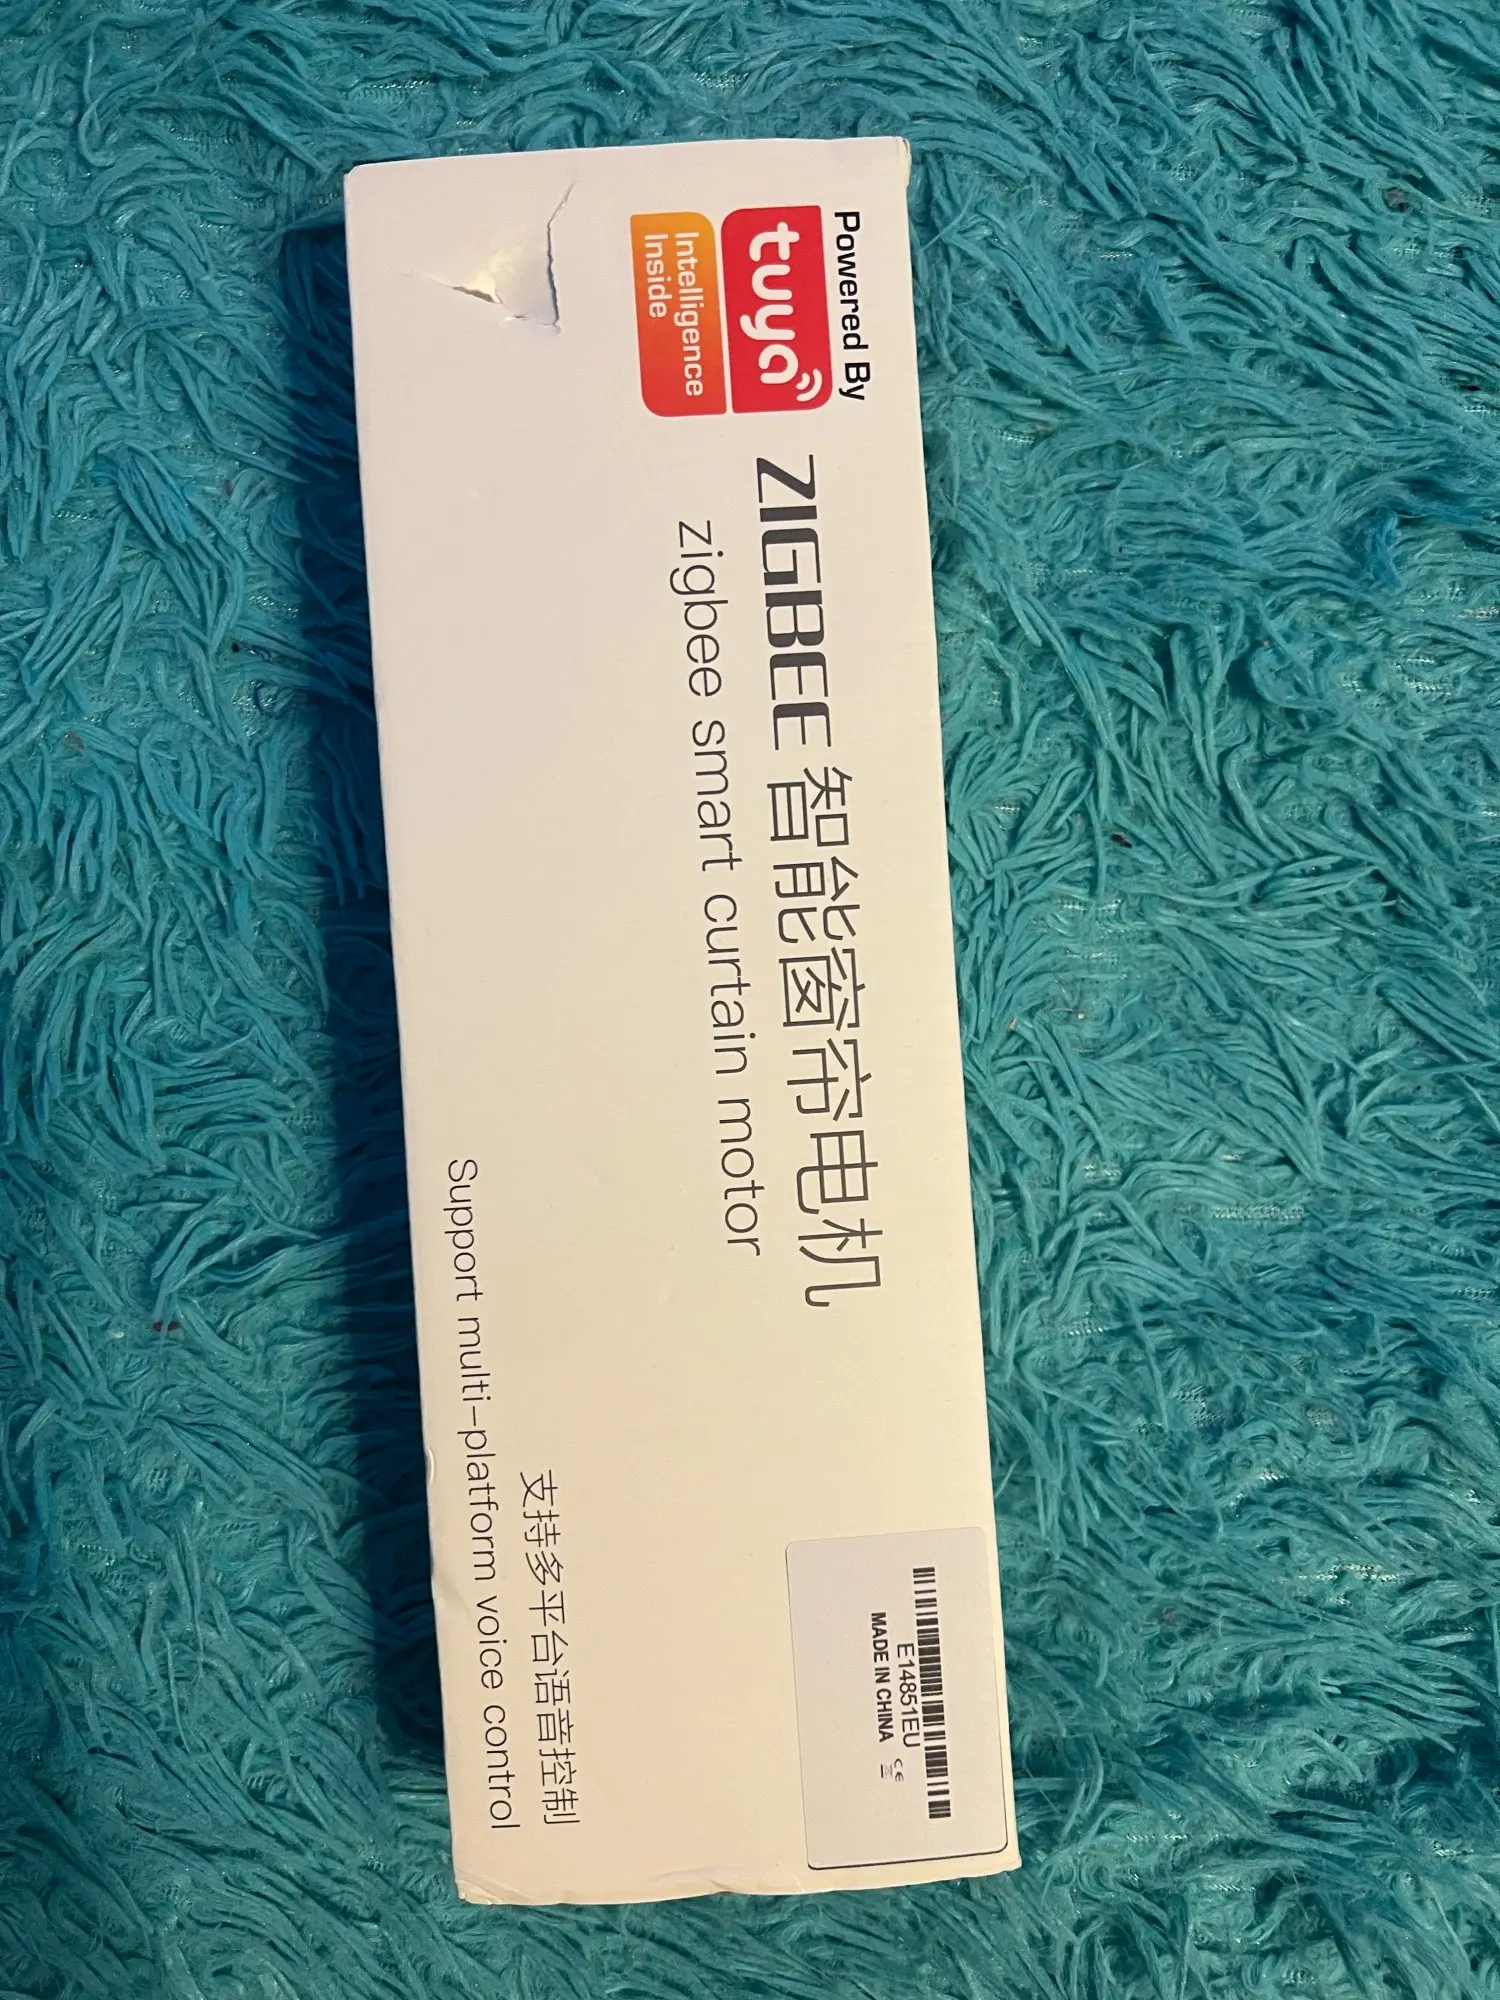 Powered By
tuya
Intelligence
Inside
ZIGBEE 智能窗帘电机
zigbee smart curtain motor
支持多平台语音控制
Support multi-platform voice control
E14851EU
MADE IN CHINA
CE